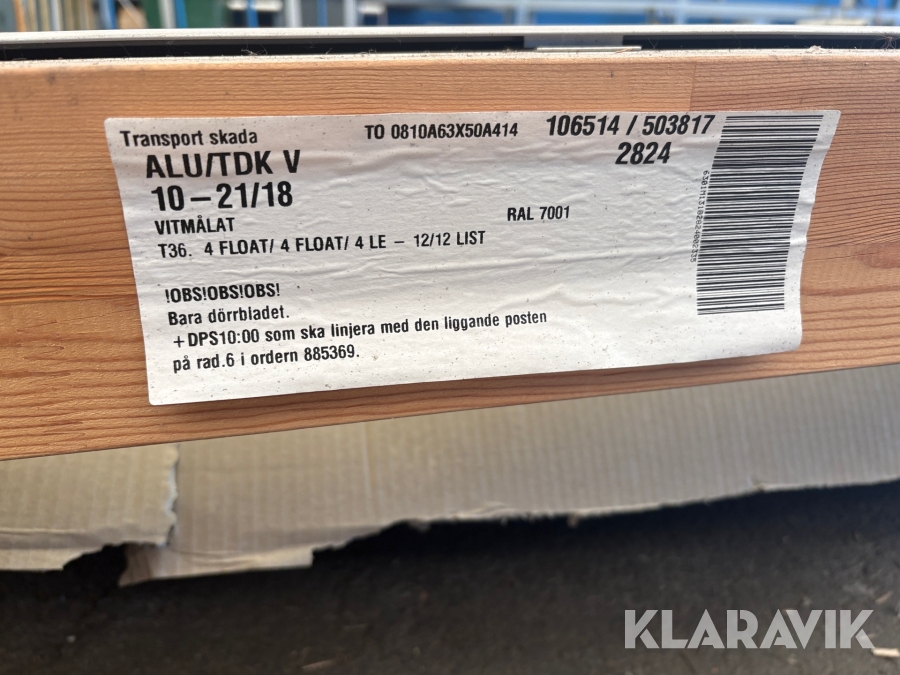 Transport skada
TO 0810A63X50A414
106514 / 503817
ALU/TDK V
2824
10-21/18
VITMÅLAT
RAL 7001
T36. 4 FLOAT/ 4 FLOAT/ 4 LE - 12/12 LIST
!OBS!OBS!OBS!
Bara dörrbladet.
+DPS10:00 som ska linjera med den liggande posten
på rad.6 i ordern 885369.
KLARAVIK